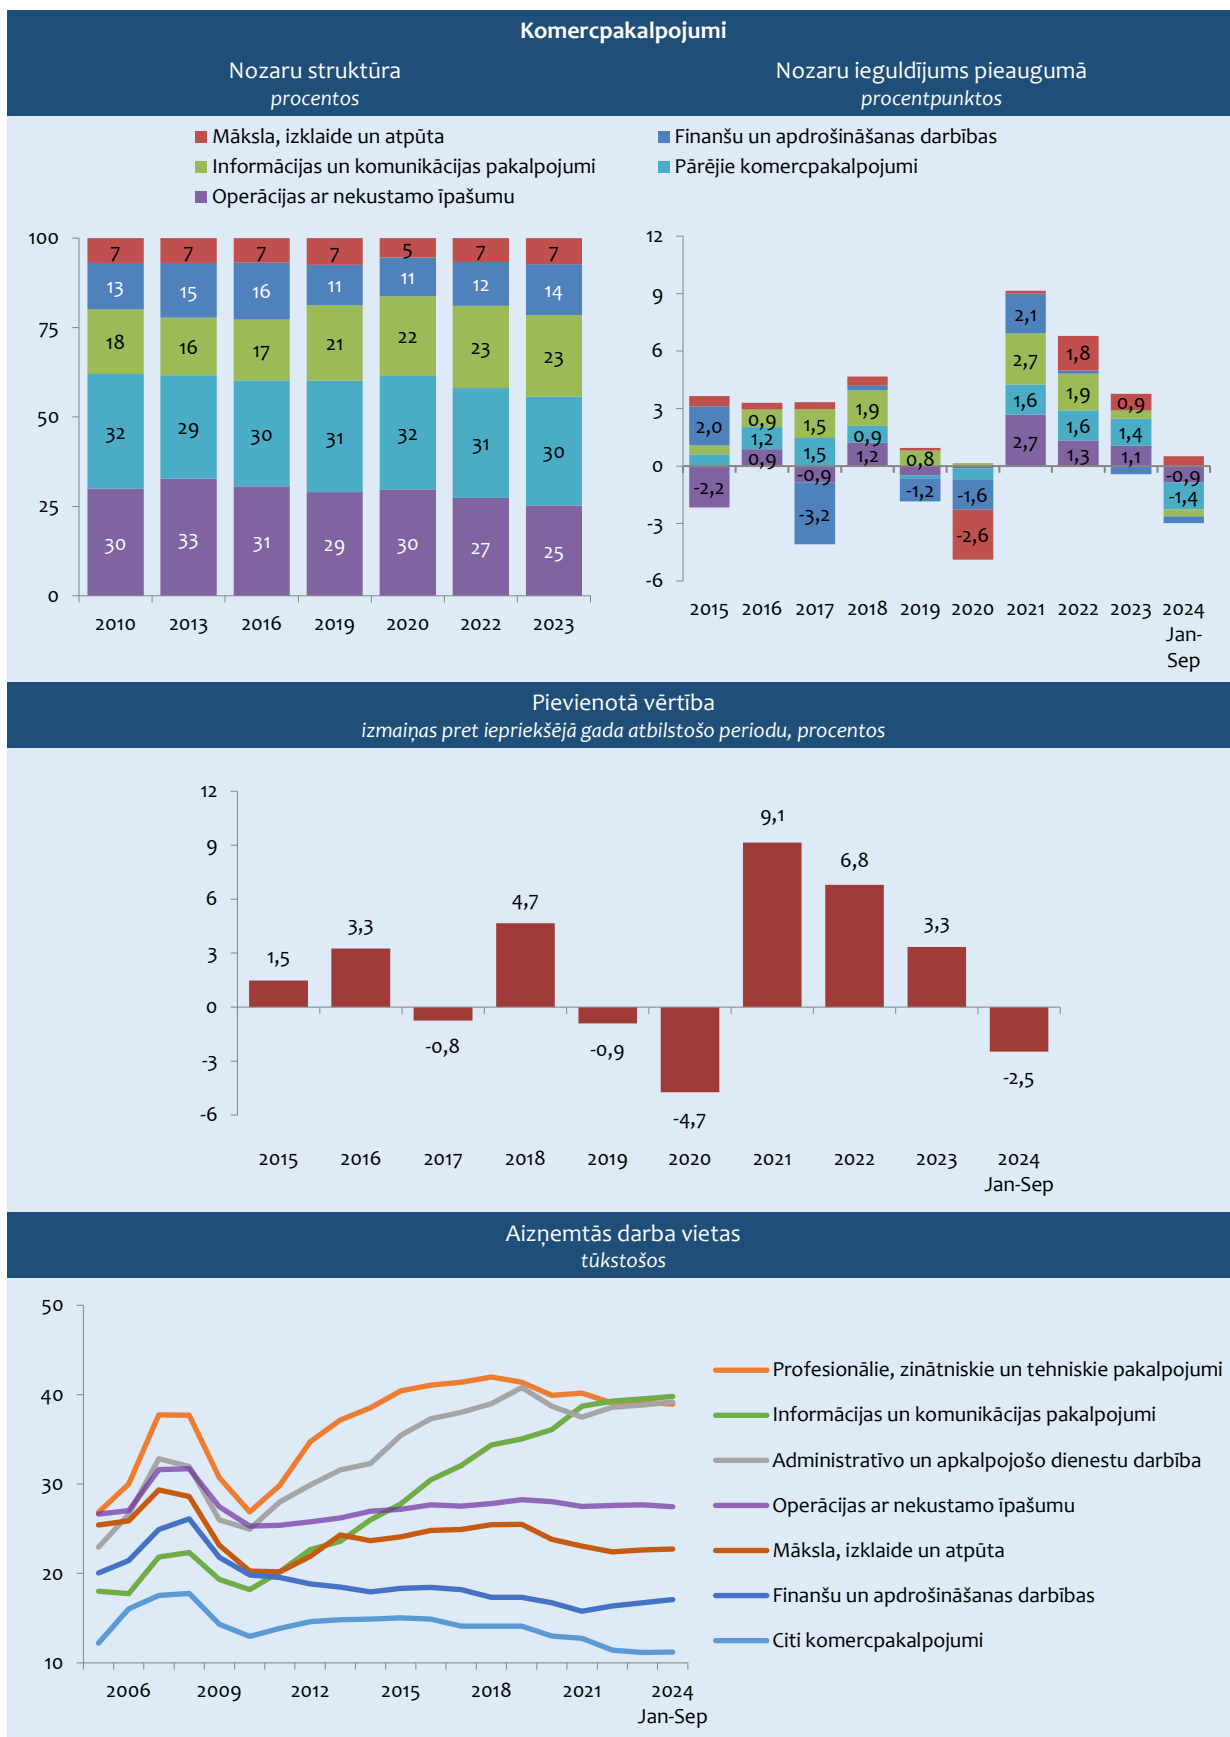 Komercpakalpojumi
Nozaru struktūra
procentos
Nozaru ieguldījums pieaugumā
procentpunktos
Māksla, izklaide un atpūta
Finanšu un apdrošināšanas darbības
Informācijas un komunikācijas pakalpojumi
Pārējie komercpakalpojumi
Operācijas ar nekustamo īpašumu
100
75
50
25
0
7 7 7 7 5 7 7
13 15 16 11 11 12 14
18 16 17 21 22 23 23
32 29 30 31 32 31 30
30 33 31 29 30 27 25
2010 2013 2016 2019 2020 2022 2023
12
9
6
3
0
-3
-6
2,0
-2,2
0,9
1,2
0,9
1,5
1,5
-0,9
-3,2
1,9
0,9
1,2
0,8
-1,2
-1,6
-2,6
2,1
2,7
1,6
2,7
1,8
1,9
1,6
1,3
0,9
1,4
1,1
-0,9
-1,4
2015 2016 2017 2018 2019 2020 2021 2022 2023 2024
Jan-
Sep
Pievienotā vērtība
izmaiņas pret iepriekšējā gada atbilstošo periodu, procentos
12
9
6
3
0
-3
-6
1,5
3,3
-0,8
4,7
-0,9
-4,7
9,1
6,8
3,3
-2,5
2015 2016 2017 2018 2019 2020 2021 2022 2023 2024
Jan-Sep
Aizņemtās darba vietas
tūkstošos
50
40
30
20
10
2006 2009 2012 2015 2018 2021 2024
Jan-Sep
Profesionālie, zinātniskie un tehniskie pakalpojumi
Informācijas un komunikācijas pakalpojumi
Administratīvo un apkalpojošo dienestu darbība
Operācijas ar nekustamo īpašumu
Māksla, izklaide un atpūta
Finanšu un apdrošināšanas darbības
Citi komercpakalpojumi